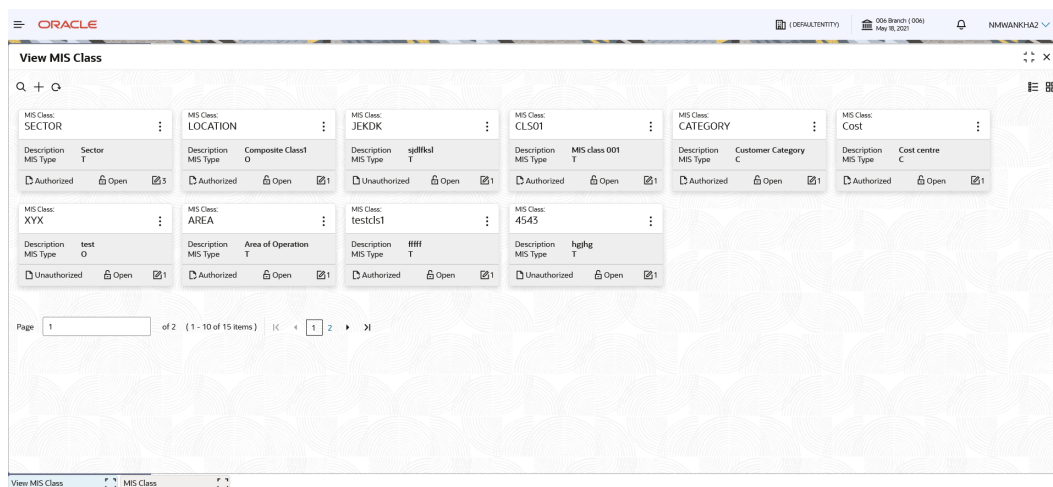 ORACLE
( DEFAULTENTITY)
006 Branch ( 006)
May 18, 2021
NMWANKHA2
View MIS Class
MIS Class:
SECTOR
Description Sector
MIS Type T
Authorized Open 3
MIS Class:
LOCATION
Description Composite Class1
MIS Type O
Authorized Open 1
MIS Class:
JEKDK
Description sjdlfksl
MIS Type T
Unauthorized Open 1
MIS Class:
CLS01
Description MIS class 001
MIS Type T
Authorized Open 1
MIS Class:
CATEGORY
Description Customer Category
MIS Type C
Authorized Open 1
MIS Class:
Cost
Description Cost centre
MIS Type C
Authorized Open 1
MIS Class:
XYX
Description test
MIS Type O
Unauthorized Open 1
MIS Class:
AREA
Description Area of Operation
MIS Type T
Authorized Open 1
MIS Class:
testcls1
Description fffff
MIS Type T
Authorized Open 1
MIS Class:
4543
Description hgjhg
MIS Type T
Unauthorized Open 1
Page 1 of 2 ( 1 - 10 of 15 items ) 1 2
View MIS Class MIS Class